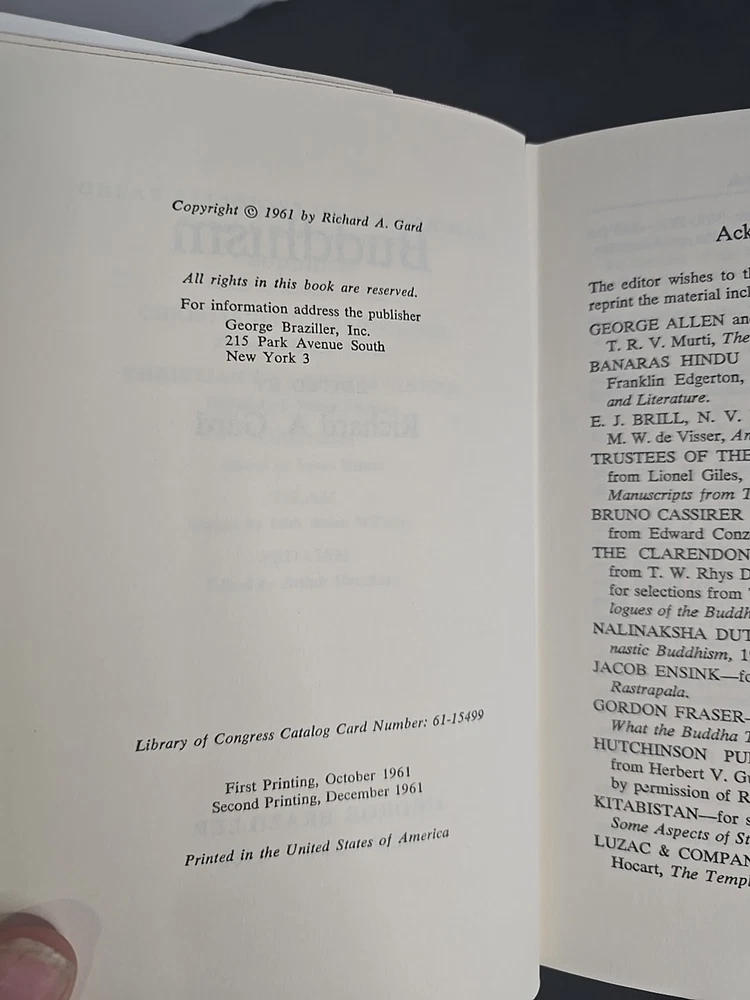 Copyright © 1961 by Richard A. Gard
All rights in this book are reserved.
For information address the publisher
George Braziller, Inc.
215 Park Avenue South
New York 3
Library of Congress Catalog Card Number: 61-15499
First Printing, October 1961
Second Printing, December 1961
Printed in the United States of America
Ack
The editor wishes to t
reprint the material incl
GEORGE ALLEN an
T. R. V. Murti, The
BANARAS HINDU
Franklin Edgerton,
and Literature.
E. J. BRILL, N. V.
M. W. de Visser, An
TRUSTEES OF THE
from Lionel Giles,
Manuscripts from T
BRUNO CASSIRER
from Edward Conz
THE CLARENDON
from T. W. Rhys D
for selections from
logues of the Buddh
NALINAKSHA DUT
nastic Buddhism, 1
JACOB ENSINK—fo
Rastrapala.
GORDON FRASER—
What the Buddha T
HUTCHINSON PU
from Herbert V. Gu
by permission of R
KITABISTAN—for s
Some Aspects of St
LUZAC & COMPAN
Hocart, The Templ